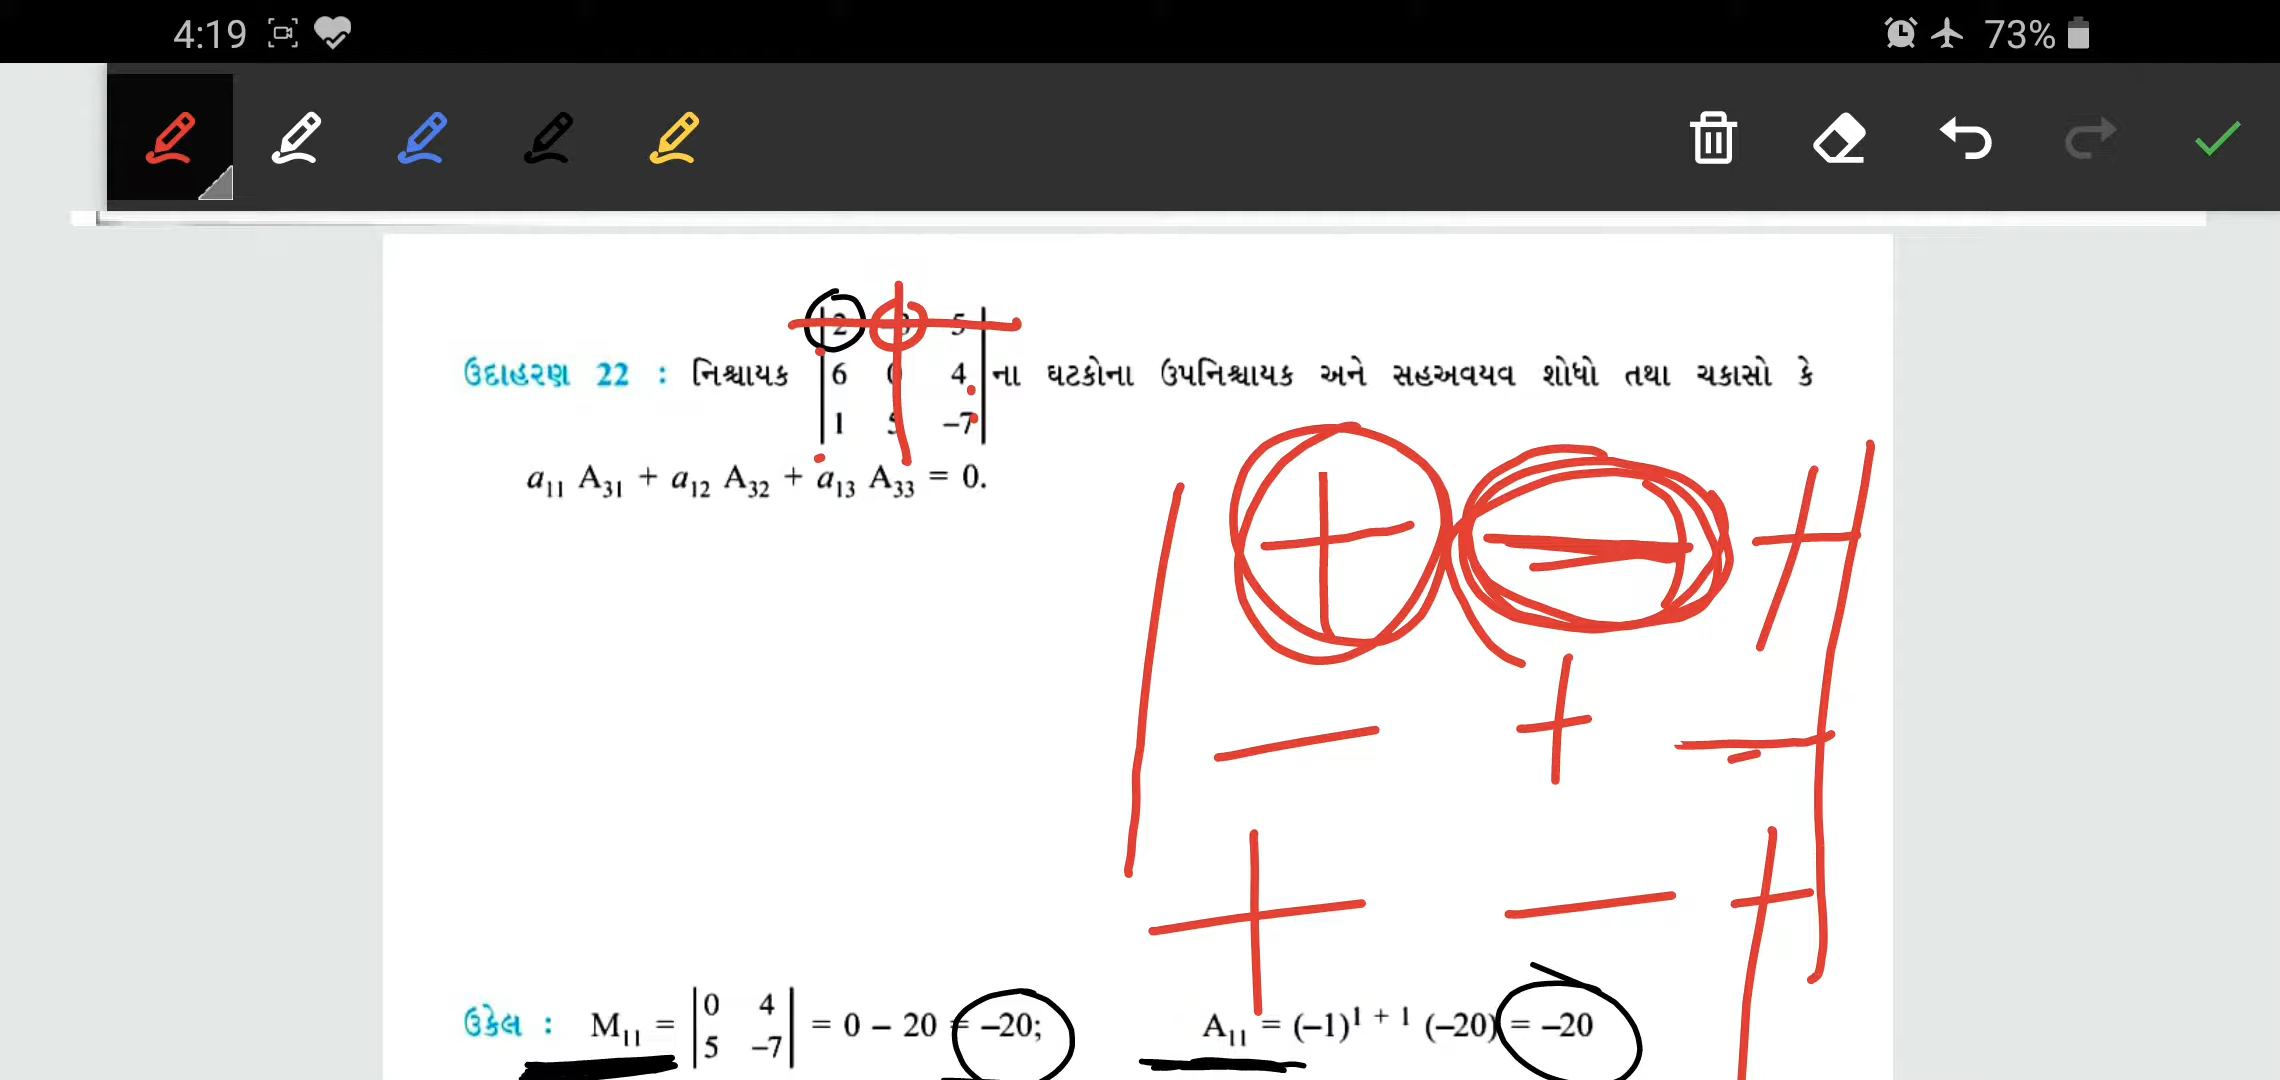 4:19 73%
ઉદાહરણ 22 : નિશ્ચાયક |2 3 5| ના ઘટકોના ઉપનિશ્ચાયક અને સહઅવયવ શોધો તથા ચકાસો કે
|6 0 4|
|1 5 –7|
a₁₁ A₃₁ + a₁₂ A₃₂ + a₁₃ A₃₃ = 0.
+ – +
– + –
+ – +
ઉકેલ : M₁₁ = |0 4| = 0 – 20 = –20; A₁₁ = (–1)¹ ⁺ ¹ (–20) = –20
|5 –7|